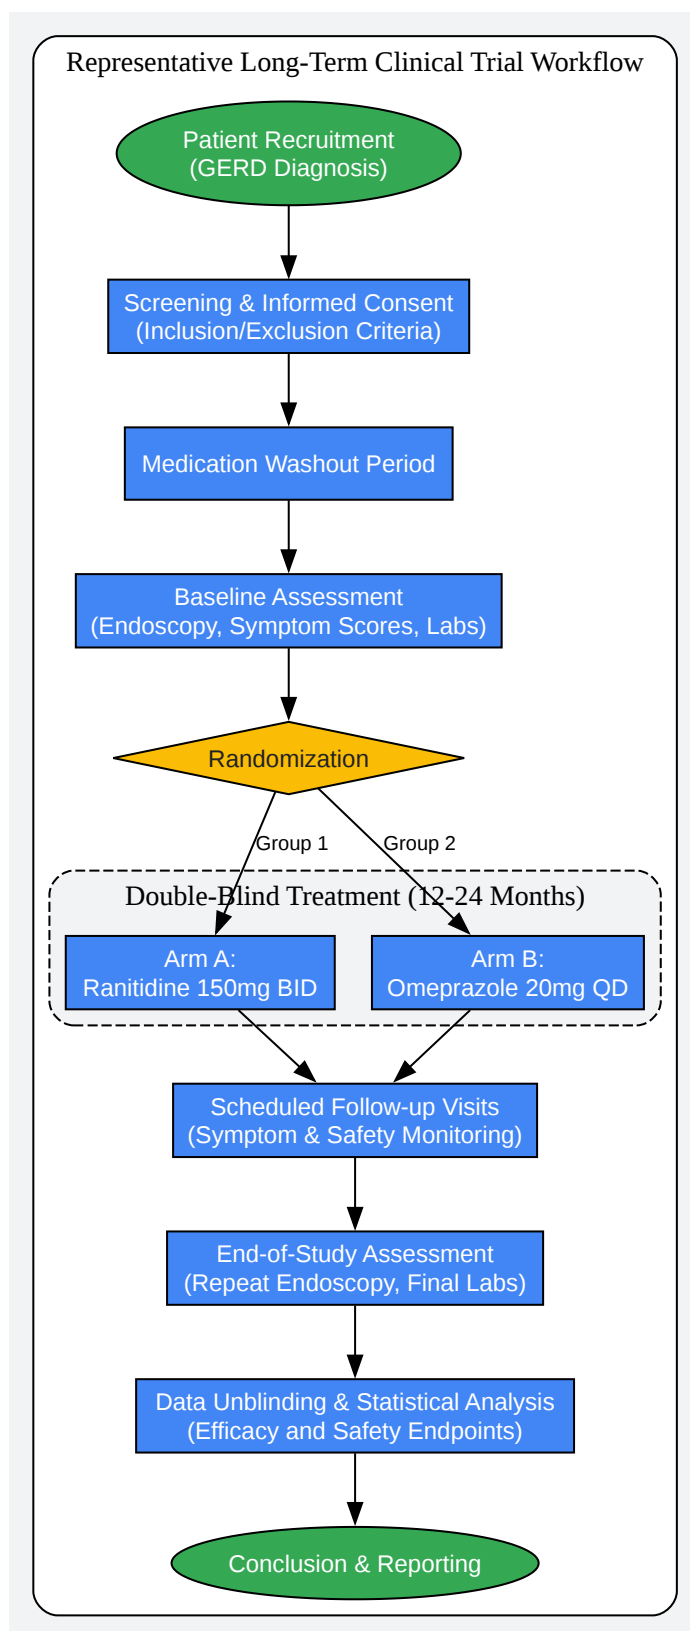 Representative Long-Term Clinical Trial Workflow
Patient Recruitment
(GERD Diagnosis)
Screening & Informed Consent
(Inclusion/Exclusion Criteria)
Medication Washout Period
Baseline Assessment
(Endoscopy, Symptom Scores, Labs)
Randomization
Group 1
Group 2
Double-Blind Treatment (12-24 Months)
Arm A:
Ranitidine 150mg BID
Arm B:
Omeprazole 20mg QD
Scheduled Follow-up Visits
(Symptom & Safety Monitoring)
End-of-Study Assessment
(Repeat Endoscopy, Final Labs)
Data Unblinding & Statistical Analysis
(Efficacy and Safety Endpoints)
Conclusion & Reporting